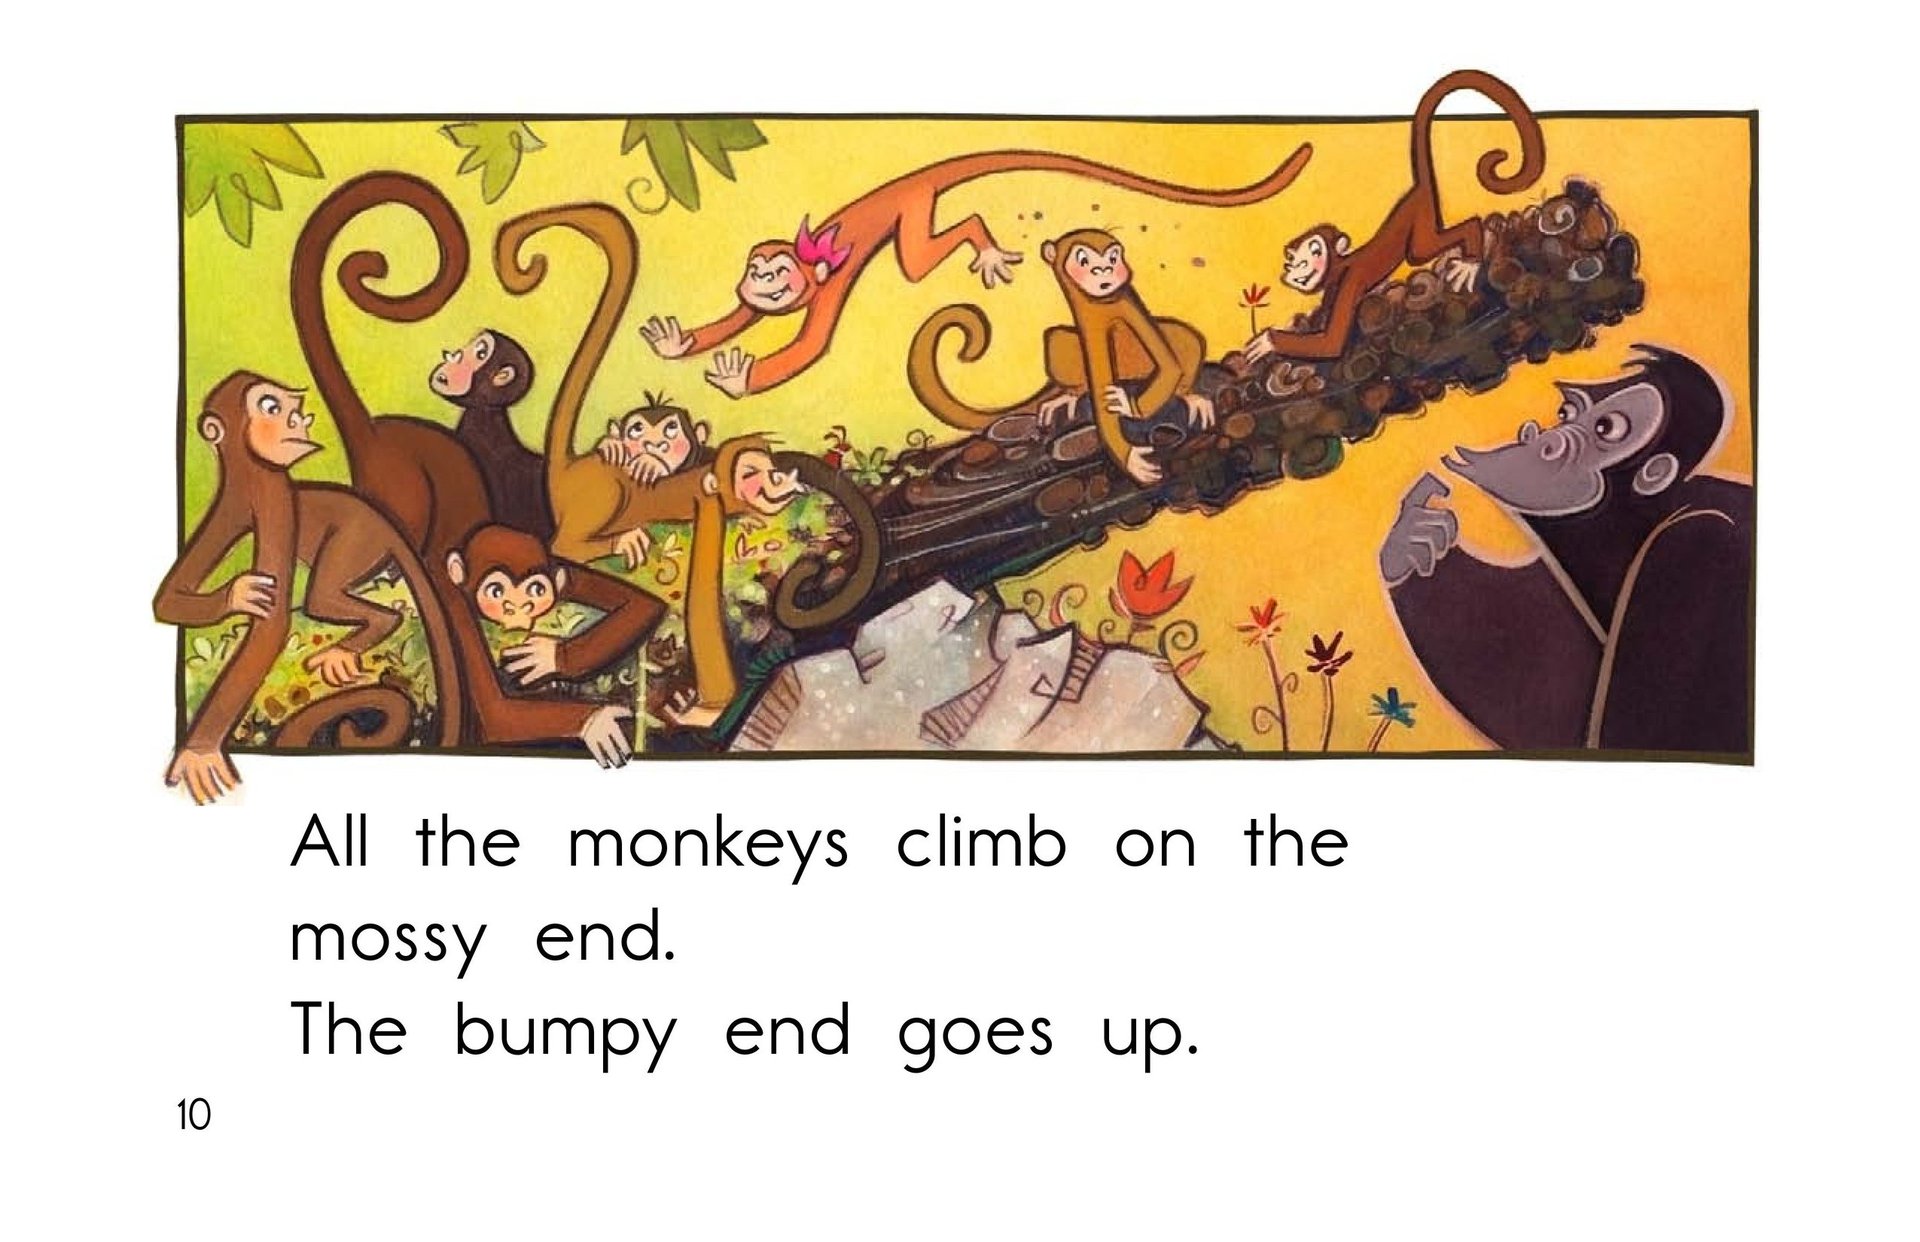 All the monkeys climb on the
mossy end.
The bumpy end goes up.
10